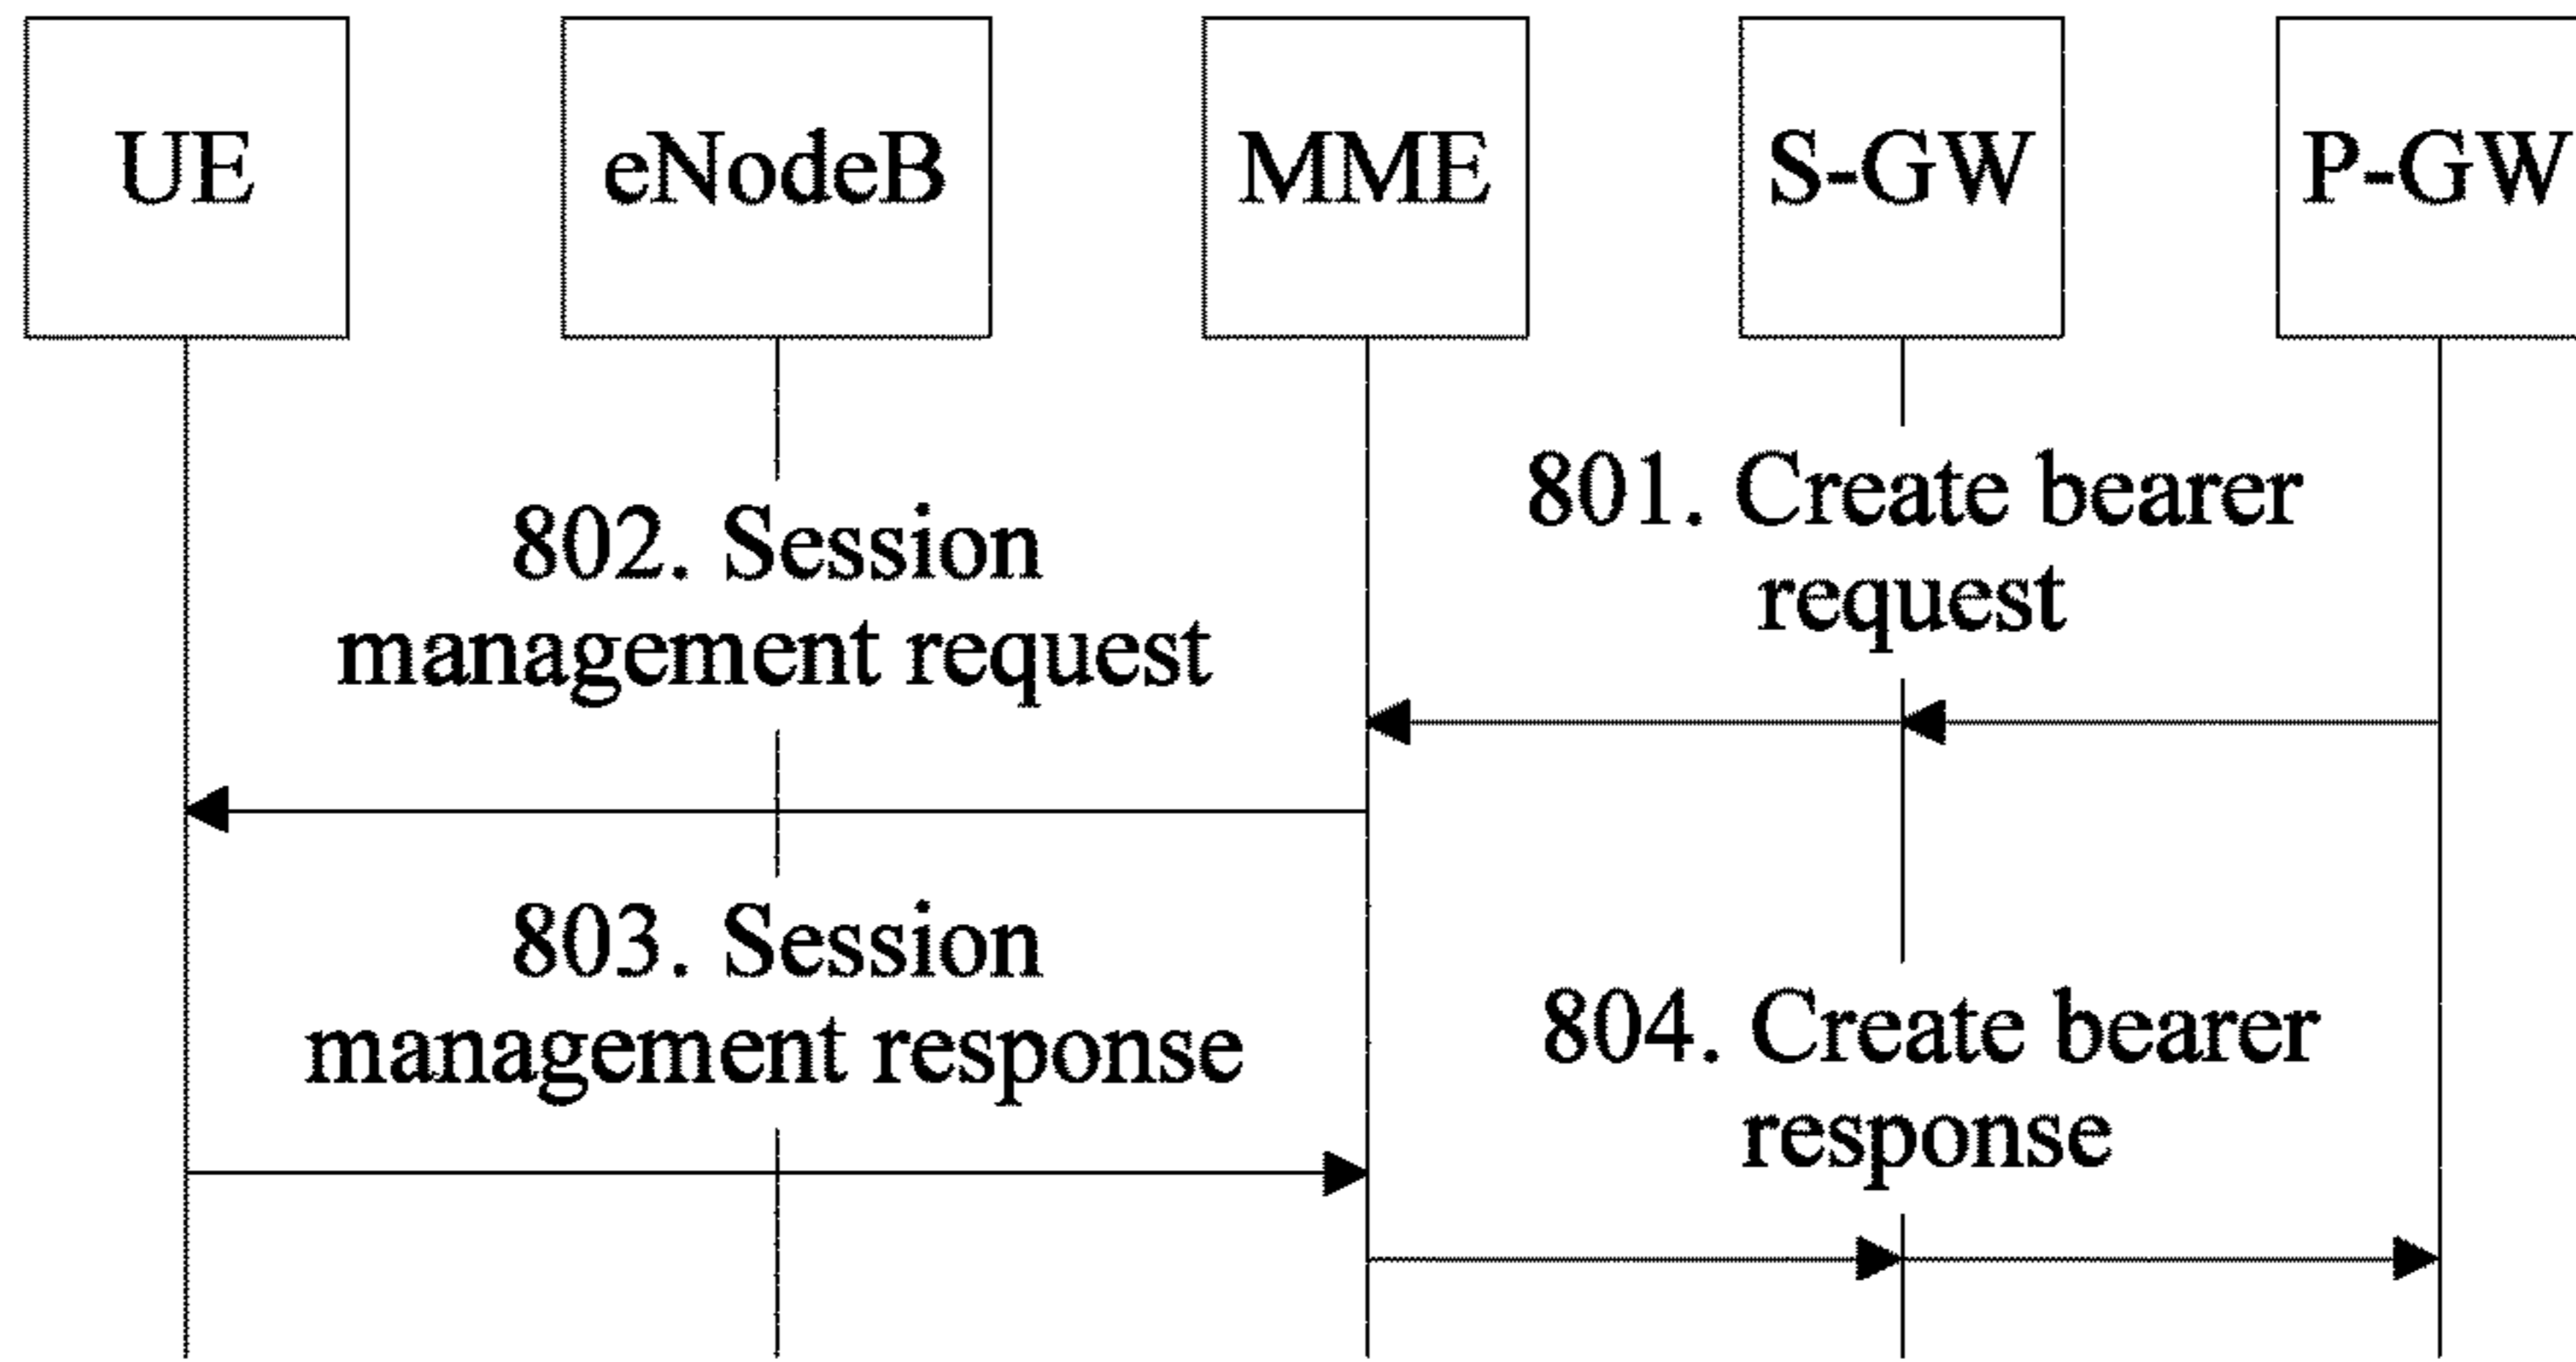 UE
eNodeB
MME
S-GW
P-GW
801. Create bearer
request
802. Session
management request
803. Session
management response
804. Create bearer
response